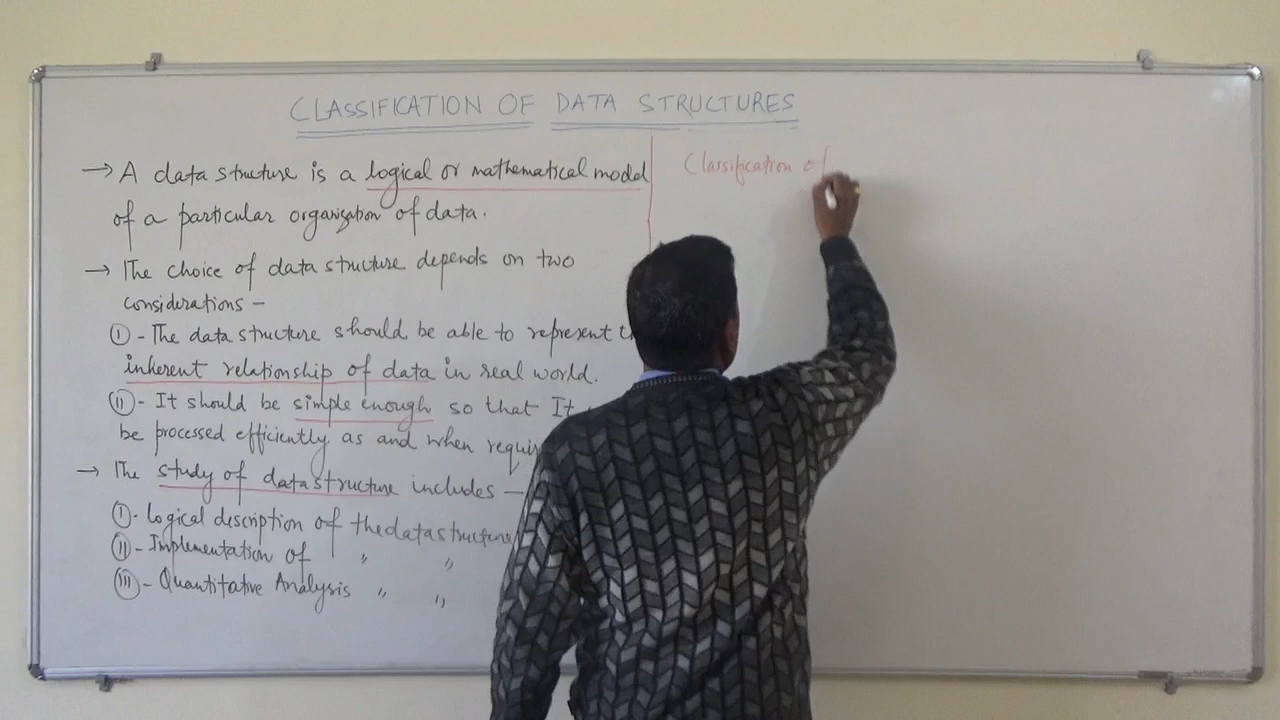 CLASSIFICATION OF DATA STRUCTURES
→ A data structure is a logical or mathematical model
of a particular organization of data.
→ The choice of data structure depends on two
considerations –
(I) - The data structure should be able to represent
inherent relationship of data in real world.
(II) - It should be simple enough so that It
be processed efficiently as and when
→ The study of data structure includes –
(I) - Logical description of the data structure
(II) - Implementation of " "
(III) - Quantitative Analysis " "
Classification of